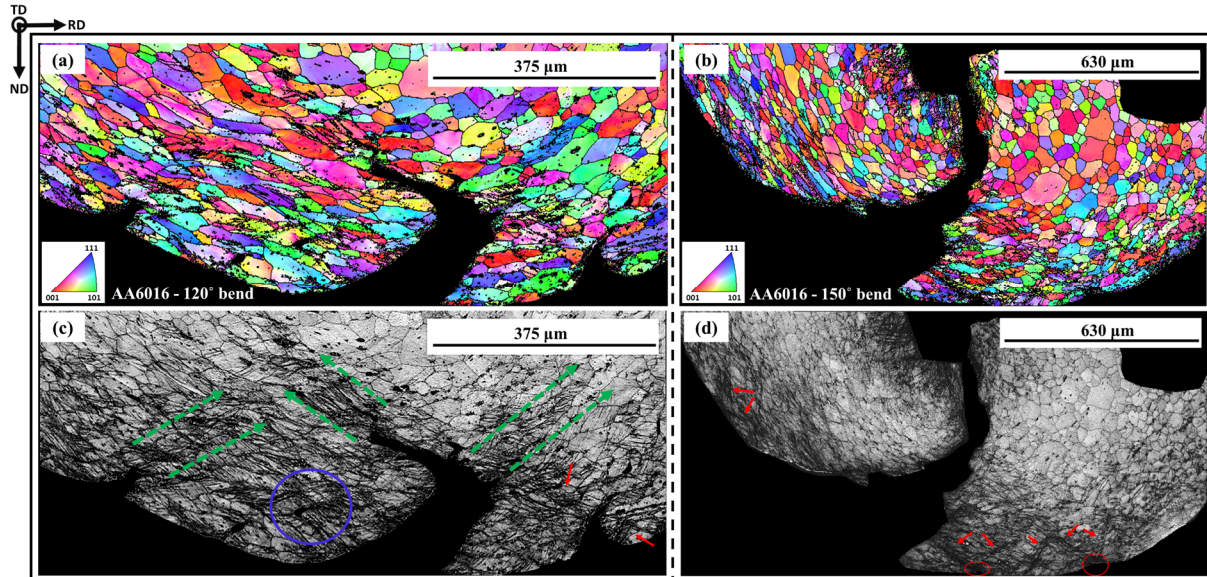 TD
RD
ND
(a)
375 μm
111
001
101
AA6016 - 120° bend
(b)
630 μm
111
001
101
AA6016 - 150° bend
(c)
375 μm
(d)
630 μm